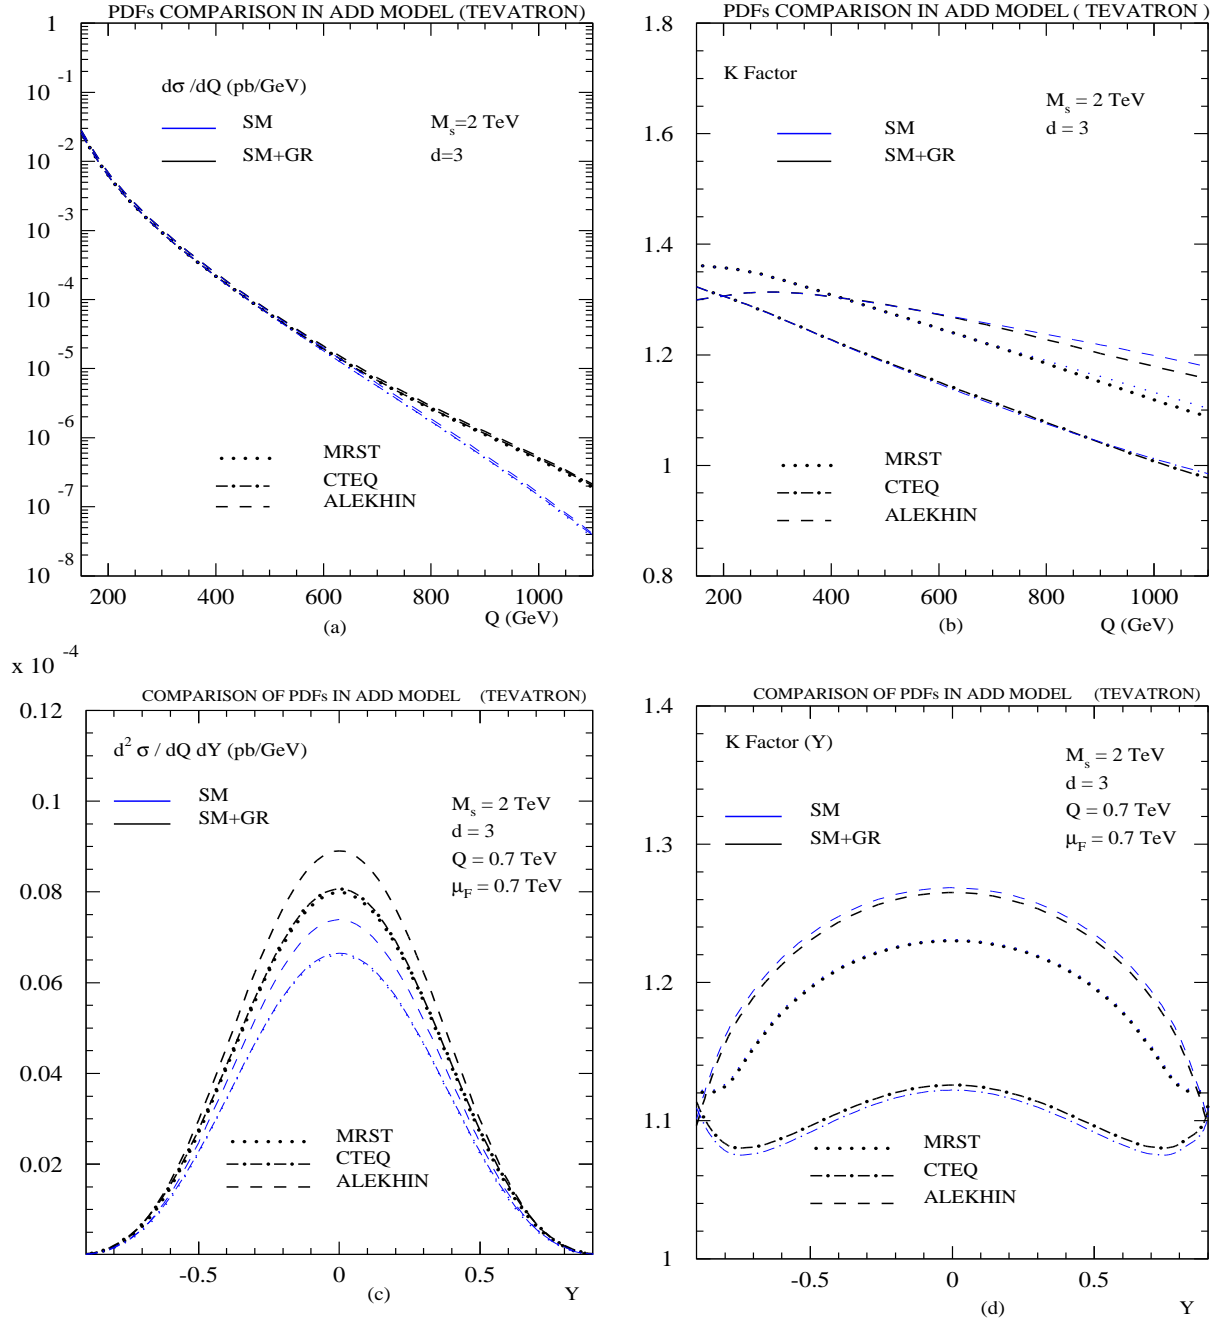 PDFs COMPARISON IN ADD MODEL (TEVATRON)
1
10 -1
10 -2
10 -3
10 -4
10 -5
10 -6
10 -7
10 -8
dσ /dQ (pb/GeV)
SM
SM+GR
M_s=2 TeV
d=3
MRST
CTEQ
ALEKHIN
200 400 600 800 1000
Q (GeV)
(a)
PDFs COMPARISON IN ADD MODEL ( TEVATRON )
1.8
1.6
1.4
1.2
1
0.8
K Factor
SM
SM+GR
M_s = 2 TeV
d = 3
MRST
CTEQ
ALEKHIN
200 400 600 800 1000
Q (GeV)
(b)
x 10 -4
COMPARISON OF PDFs IN ADD MODEL (TEVATRON)
0.12
0.1
0.08
0.06
0.04
0.02
d² σ / dQ dY (pb/GeV)
SM
SM+GR
M_s = 2 TeV
d = 3
Q = 0.7 TeV
μ_F = 0.7 TeV
MRST
CTEQ
ALEKHIN
-0.5 0 0.5
Y
(c)
COMPARISON OF PDFs IN ADD MODEL (TEVATRON)
1.4
1.3
1.2
1.1
1
K Factor (Y)
SM
SM+GR
M_s = 2 TeV
d = 3
Q = 0.7 TeV
μ_F = 0.7 TeV
MRST
CTEQ
ALEKHIN
-0.5 0 0.5
Y
(d)